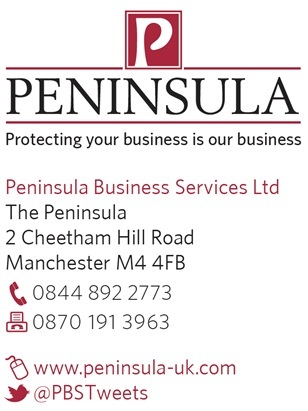 P
PENINSULA
Protecting your business is our business
Peninsula Business Services Ltd
The Peninsula
2 Cheetham Hill Road
Manchester M4 4FB
0844 892 2773
0870 191 3963
www.peninsula-uk.com
@PBSTweets